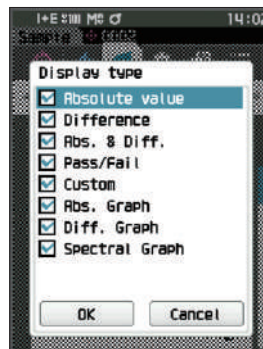 I+E M
14:02
Sample
0002
Display type
Absolute value
Difference
Abs. & Diff.
Pass/Fail
Custom
Abs. Graph
Diff. Graph
Spectral Graph
OK
Cancel